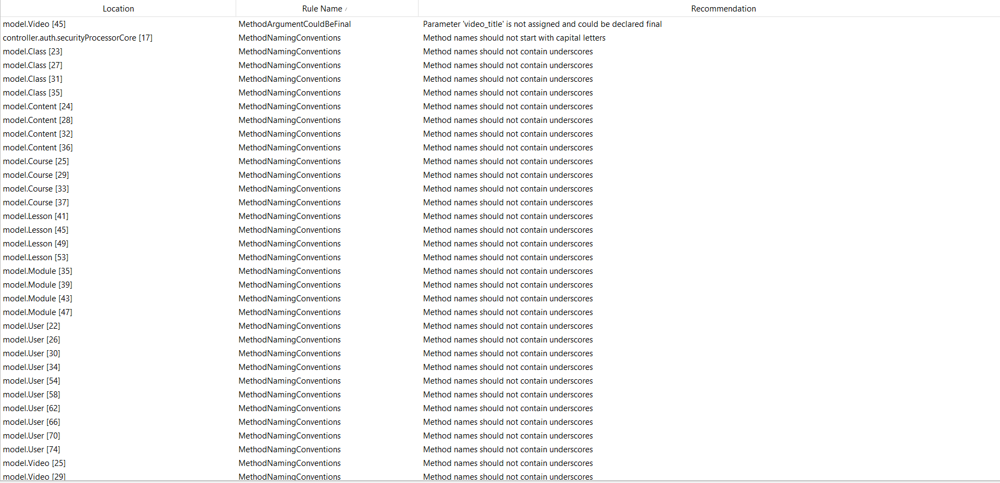 Location Rule Name / Recommendation
model.Video [45] MethodArgumentCouldBeFinal Parameter 'video_title' is not assigned and could be declared final
controller.auth.securityProcessorCore [17] MethodNamingConventions Method names should not start with capital letters
model.Class [23] MethodNamingConventions Method names should not contain underscores
model.Class [27] MethodNamingConventions Method names should not contain underscores
model.Class [31] MethodNamingConventions Method names should not contain underscores
model.Class [35] MethodNamingConventions Method names should not contain underscores
model.Content [24] MethodNamingConventions Method names should not contain underscores
model.Content [28] MethodNamingConventions Method names should not contain underscores
model.Content [32] MethodNamingConventions Method names should not contain underscores
model.Content [36] MethodNamingConventions Method names should not contain underscores
model.Course [25] MethodNamingConventions Method names should not contain underscores
model.Course [29] MethodNamingConventions Method names should not contain underscores
model.Course [33] MethodNamingConventions Method names should not contain underscores
model.Course [37] MethodNamingConventions Method names should not contain underscores
model.Lesson [41] MethodNamingConventions Method names should not contain underscores
model.Lesson [45] MethodNamingConventions Method names should not contain underscores
model.Lesson [49] MethodNamingConventions Method names should not contain underscores
model.Lesson [53] MethodNamingConventions Method names should not contain underscores
model.Module [35] MethodNamingConventions Method names should not contain underscores
model.Module [39] MethodNamingConventions Method names should not contain underscores
model.Module [43] MethodNamingConventions Method names should not contain underscores
model.Module [47] MethodNamingConventions Method names should not contain underscores
model.User [22] MethodNamingConventions Method names should not contain underscores
model.User [26] MethodNamingConventions Method names should not contain underscores
model.User [30] MethodNamingConventions Method names should not contain underscores
model.User [34] MethodNamingConventions Method names should not contain underscores
model.User [54] MethodNamingConventions Method names should not contain underscores
model.User [58] MethodNamingConventions Method names should not contain underscores
model.User [62] MethodNamingConventions Method names should not contain underscores
model.User [66] MethodNamingConventions Method names should not contain underscores
model.User [70] MethodNamingConventions Method names should not contain underscores
model.User [74] MethodNamingConventions Method names should not contain underscores
model.Video [25] MethodNamingConventions Method names should not contain underscores
model.Video [29] MethodNamingConventions Method names should not contain underscores